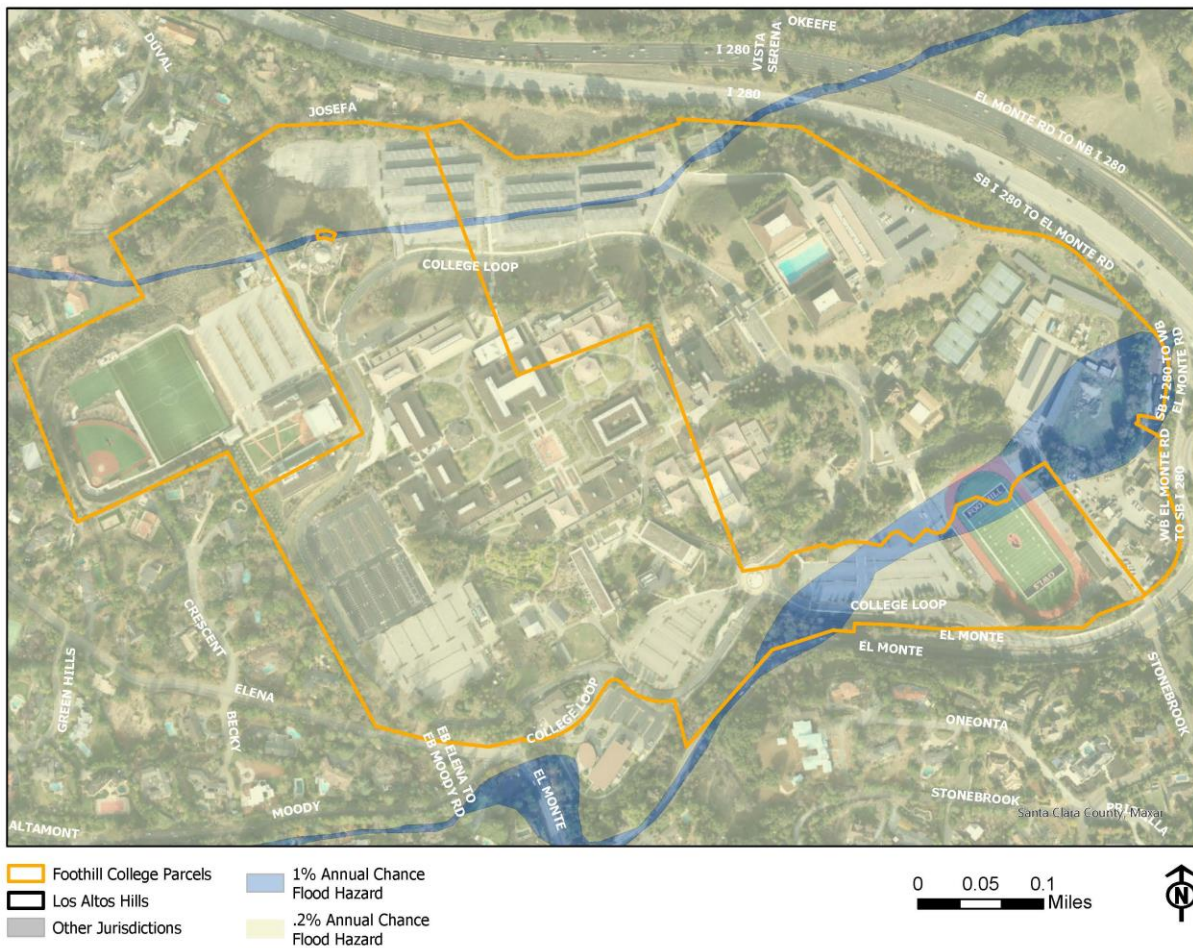 OKEEFE
DUVAL
I 280
VISTA
SERENA
I 280
EL MONTE RD TO NB I 280
JOSEFA
SB I 280 TO EL MONTE RD
COLLEGE LOOP
SB I 280 TO WB
EL MONTE RD
WB EL MONTE RD
TO SB I 280
FOOTHILL
OWLS
COLLEGE LOOP
EL MONTE
EL MONTE
CRESCENT
GREEN HILLS
ELENA
BECKY
COLLEGE LOOP
EB ELENA TO
EB MOODY RD
EL MONTE
MOODY
ALTAMONT
STONEBROOK
ONEONTA
STONEBROOK
Santa Clara County, Maxar
Foothill College Parcels
Los Altos Hills
Other Jurisdictions
1% Annual Chance
Flood Hazard
.2% Annual Chance
Flood Hazard
0 0.05 0.1
Miles
N